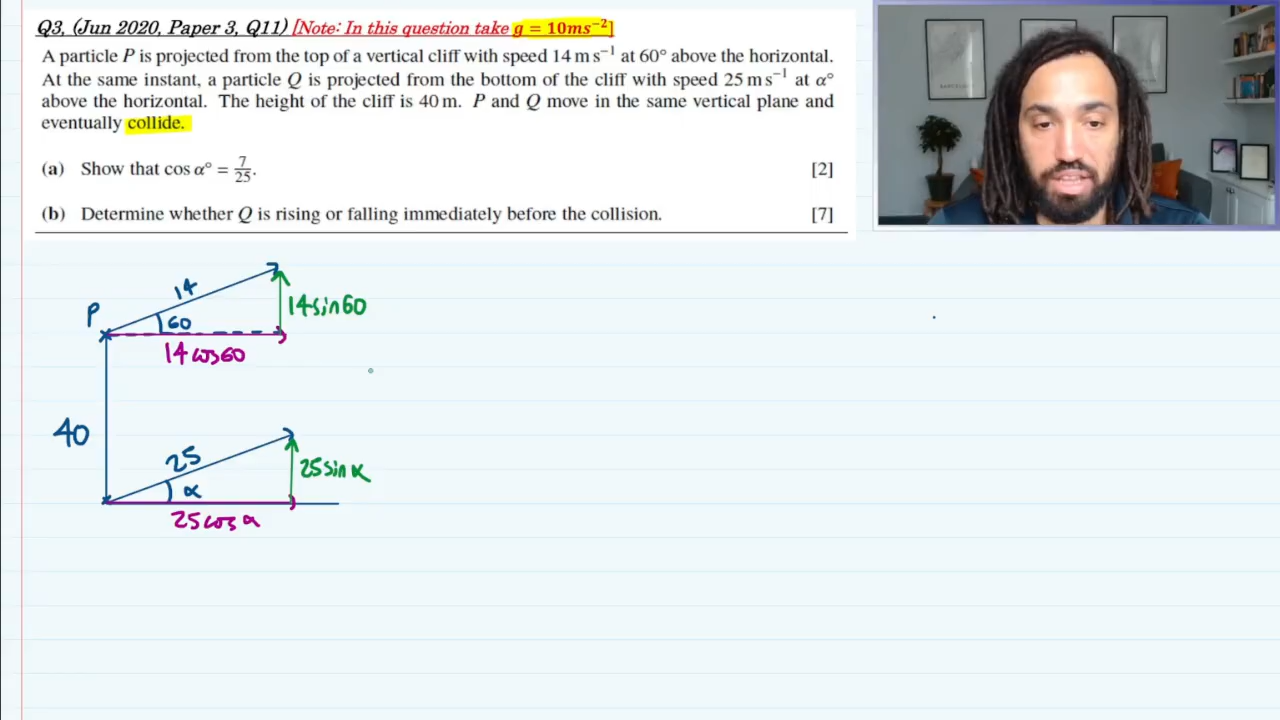 Q3, (Jun 2020, Paper 3, Q11) [Note: In this question take g = 10ms⁻²]
A particle P is projected from the top of a vertical cliff with speed 14 m s⁻¹ at 60° above the horizontal.
At the same instant, a particle Q is projected from the bottom of the cliff with speed 25 m s⁻¹ at α°
above the horizontal. The height of the cliff is 40 m. P and Q move in the same vertical plane and
eventually collide.
(a) Show that cos α° = 7/25. [2]
(b) Determine whether Q is rising or falling immediately before the collision. [7]
14
P
60
14sin60
14cos60
40
25
α
25sinα
25cosα